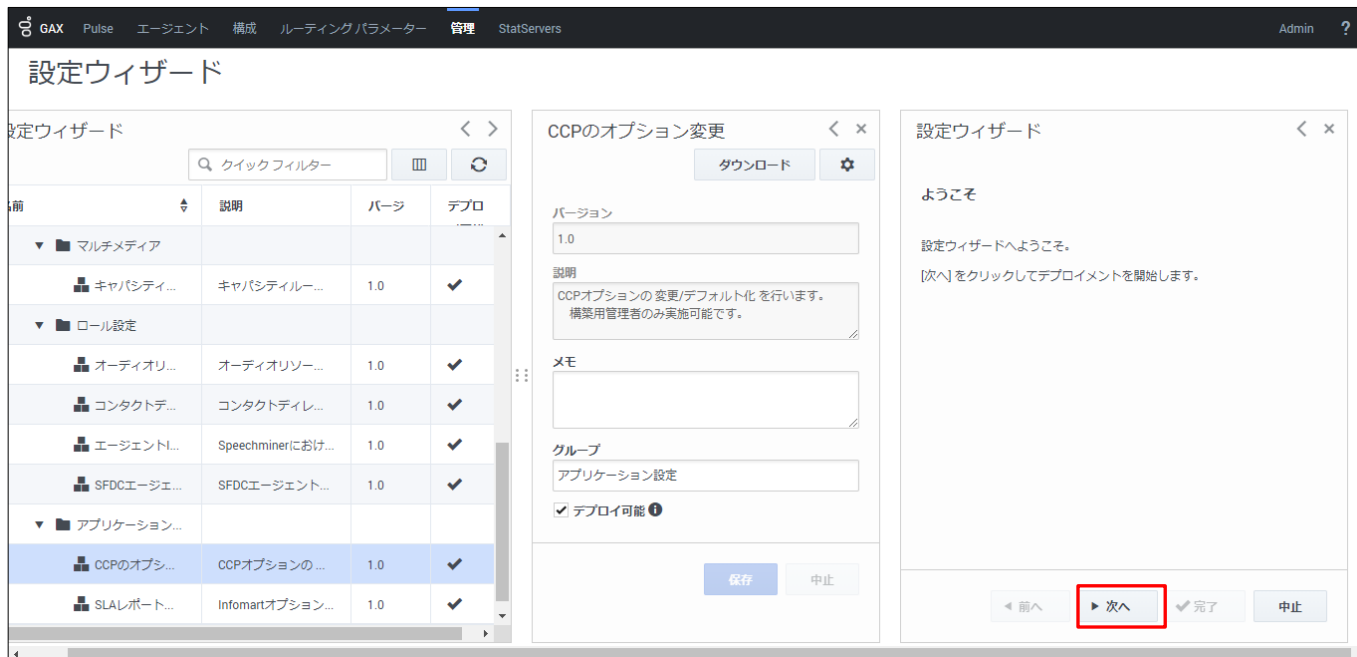 GAX Pulse エージェント 構成 ルーティング パラメーター 管理 StatServers Admin ?
設定ウィザード
設定ウィザード
クイック フィルター
名前 説明 バージ デプロ
マルチメディア
キャパシティ... キャパシティルー... 1.0
ロール設定
オーディオリ... オーディオリソー... 1.0
コンタクトデ... コンタクトディレ... 1.0
エージェントI... Speechminerにおけ... 1.0
SFDCエージェ... SFDCエージェント... 1.0
アプリケーション...
CCPのオプシ... CCPオプションの ... 1.0
SLAレポート... Infomartオプション... 1.0
CCPのオプション変更
ダウンロード
バージョン
1.0
説明
CCPオプションの 変更/デフォルト化 を行います。
構築用管理者のみ実施可能です。
メモ
グループ
アプリケーション設定
デプロイ可能
保存 中止
設定ウィザード
ようこそ
設定ウィザードへようこそ。
[次へ] をクリックしてデプロイメントを開始します。
前へ 次へ 完了 中止